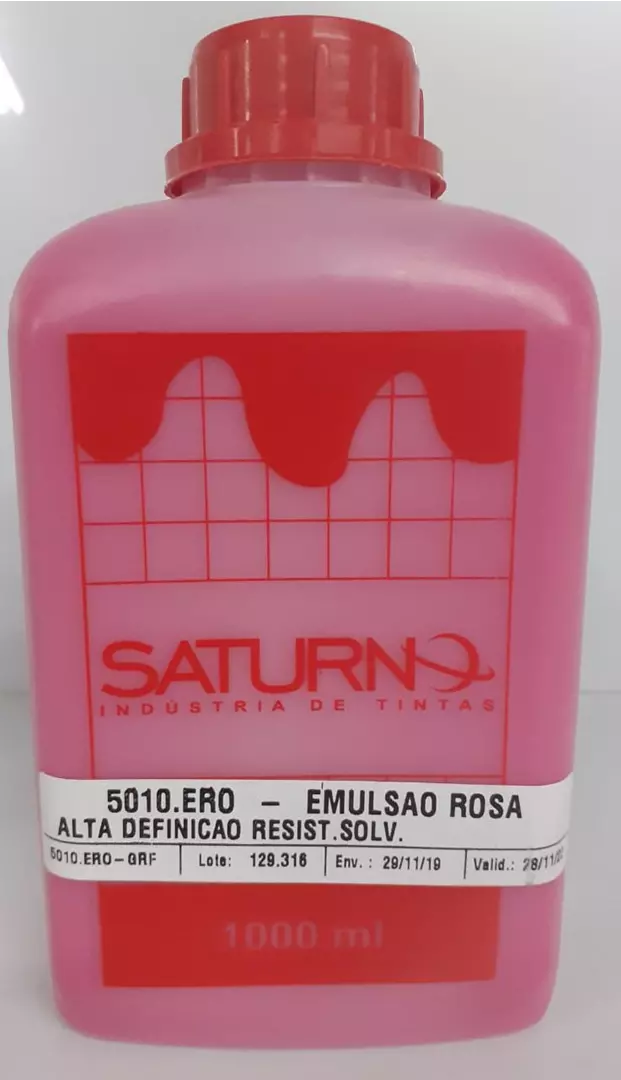 SATURNO
INDÚSTRIA DE TINTAS
5010.ERO - EMULSAO ROSA
ALTA DEFINICAO RESIST.SOLV.
5010.ERO-GRF Lote: 129.316 Env.: 29/11/19 Valid.:
1000 ml